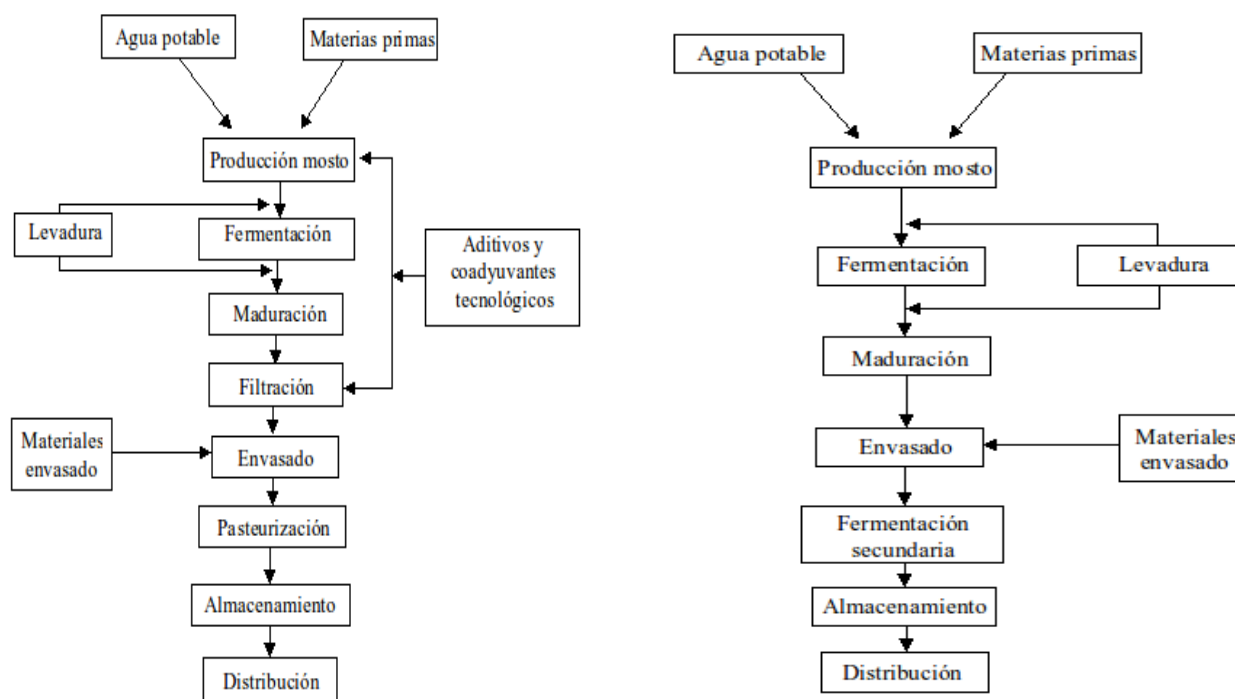 Agua potable
Materias primas
Producción mosto
Levadura
Fermentación
Aditivos y
coadyuvantes
tecnológicos
Maduración
Filtración
Materiales
envasado
Envasado
Pasteurización
Almacenamiento
Distribución
Agua potable
Materias primas
Producción mosto
Fermentación
Levadura
Maduración
Envasado
Materiales
envasado
Fermentación
secundaria
Almacenamiento
Distribución